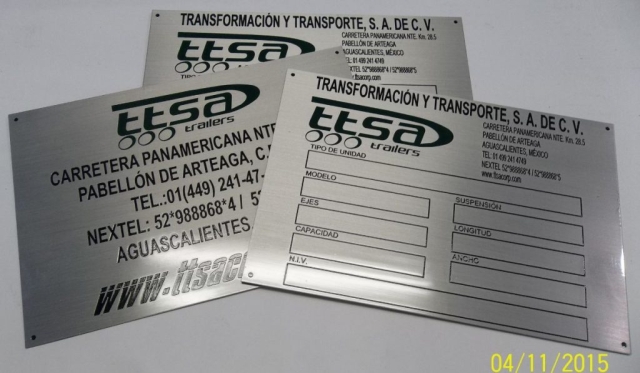 TRANSFORMACIÓN Y TRANSPORTE, S. A. DE C. V.
ttsa
CARRETERA PANAMERICANA NTE. Km. 28.5
PABELLÓN DE ARTEAGA
AGUASCALIENTES, MÉXICO
TEL: 01 499 241 4749
NEXTEL 52*988868*4 / 52*988868*5
www.ttsacorp.com
TIPO
ttsa
trailers
CARRETERA PANAMERICANA NTE
PABELLÓN DE ARTEAGA, C.
TEL.:01(449) 241-47-
NEXTEL: 52*988868*4 / 52
AGUASCALIENTES
www.ttsac
TRANSFORMACIÓN Y TRANSPORTE, S. A. DE C. V.
ttsa
trailers
CARRETERA PANAMERICANA NTE. Km. 28.5
PABELLÓN DE ARTEAGA
AGUASCALIENTES, MÉXICO
TEL: 01 499 241 4749
NEXTEL 52*988868*4 / 52*988868*5
www.ttsacorp.com
TIPO DE UNIDAD
MODELO
SUSPENSIÓN
EJES
LONGITUD
CAPACIDAD
ANCHO
N.I.V.
04/11/2015